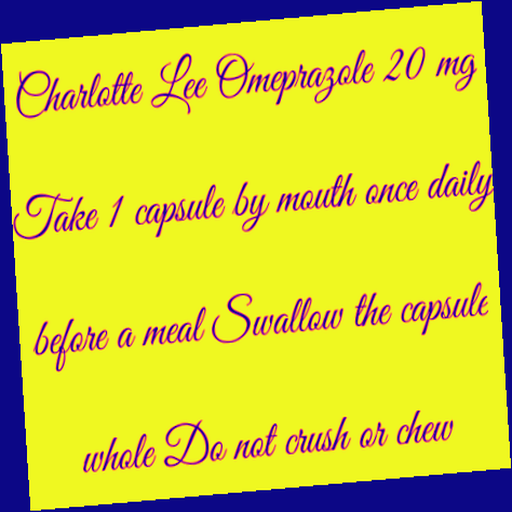 Charlotte Lee Omeprazole 20 mg
Take 1 capsule by mouth once daily
before a meal Swallow the capsule
whole Do not crush or chew